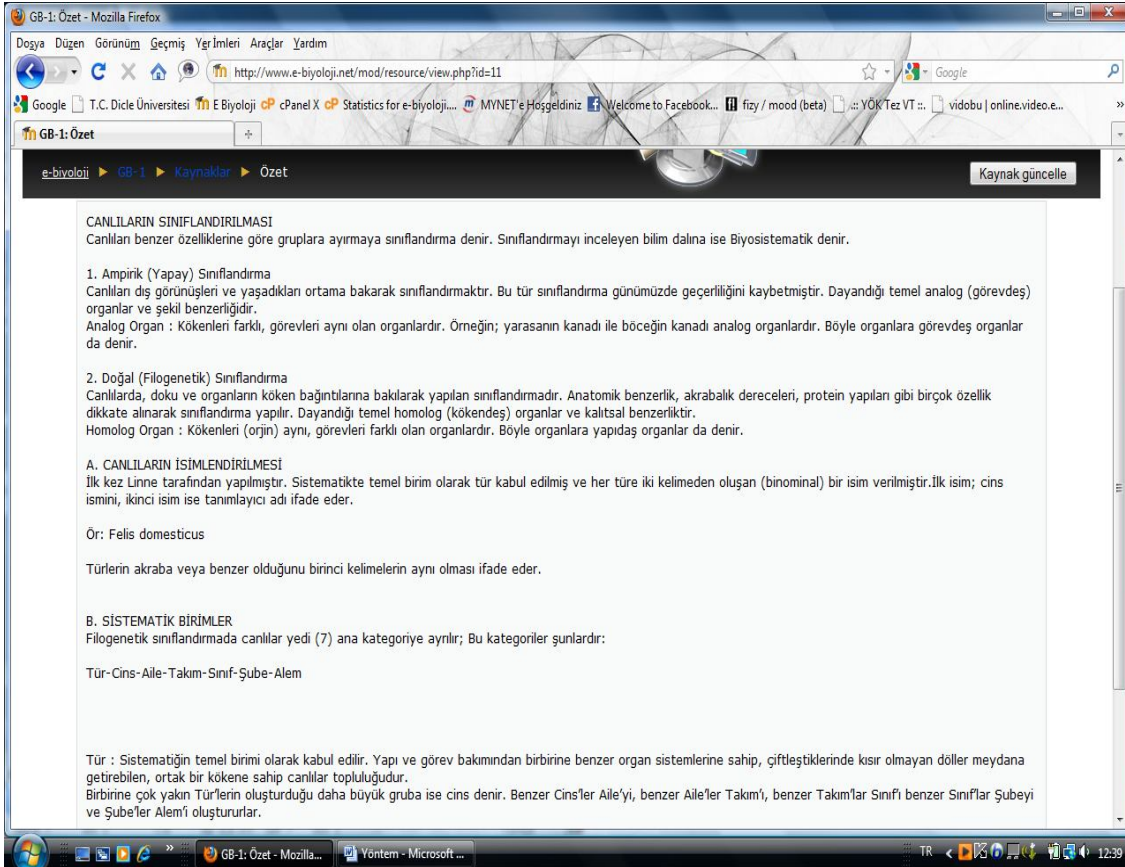 GB-1: Özet - Mozilla Firefox
Dosya Düzen Görünüm Geçmiş Yer İmleri Araçlar Yardım
http://www.e-biyoloji.net/mod/resource/view.php?id=11
Google
Google T.C. Dicle Üniversitesi E Biyoloji cPanel X Statistics for e-biyoloji.... MYNET'e Hoşgeldiniz Welcome to Facebook... fizy / mood (beta) .:: YÖK Tez VT ::. vidobu | online.video.e... »
GB-1: Özet
e-biyoloji ► GB-1 ► Kaynaklar ► Özet
Kaynak güncelle
CANLILARIN SINIFLANDIRILMASI
Canlıları benzer özelliklerine göre gruplara ayırmaya sınıflandırma denir. Sınıflandırmayı inceleyen bilim dalına ise Biyosistematik denir.
1. Ampirik (Yapay) Sınıflandırma
Canlıları dış görünüşleri ve yaşadıkları ortama bakarak sınıflandırmaktır. Bu tür sınıflandırma günümüzde geçerliliğini kaybetmiştir. Dayandığı temel analog (görevdeş)
organlar ve şekil benzerliğidir.
Analog Organ : Kökenleri farklı, görevleri aynı olan organlardır. Örneğin; yarasanın kanadı ile böceğin kanadı analog organlardır. Böyle organlara görevdeş organlar
da denir.
2. Doğal (Filogenetik) Sınıflandırma
Canlılarda, doku ve organların köken bağıntılarına bakılarak yapılan sınıflandırmadır. Anatomik benzerlik, akrabalık dereceleri, protein yapıları gibi birçok özellik
dikkate alınarak sınıflandırma yapılır. Dayandığı temel homolog (kökendeş) organlar ve kalıtsal benzerliktir.
Homolog Organ : Kökenleri (orjin) aynı, görevleri farklı olan organlardır. Böyle organlara yapıdaş organlar da denir.
A. CANLILARIN İSİMLENDİRİLMESİ
İlk kez Linne tarafından yapılmıştır. Sistematikte temel birim olarak tür kabul edilmiş ve her türe iki kelimeden oluşan (binominal) bir isim verilmiştir.İlk isim; cins
ismini, ikinci isim ise tanımlayıcı adı ifade eder.
Ör: Felis domesticus
Türlerin akraba veya benzer olduğunu birinci kelimelerin aynı olması ifade eder.
B. SİSTEMATİK BİRİMLER
Filogenetik sınıflandırmada canlılar yedi (7) ana kategoriye ayrılır; Bu kategoriler şunlardır:
Tür-Cins-Aile-Takım-Sınıf-Şube-Alem
Tür : Sistematiğin temel birimi olarak kabul edilir. Yapı ve görev bakımından birbirine benzer organ sistemlerine sahip, çiftleştiklerinde kısır olmayan döller meydana
getirebilen, ortak bir kökene sahip canlılar topluluğudur.
Birbirine çok yakın Tür'lerin oluşturduğu daha büyük gruba ise cins denir. Benzer Cins'ler Aile'yi, benzer Aile'ler Takım'ı, benzer Takım'lar Sınıf'ı benzer Sınıf'lar Şubeyi
ve Şube'ler Alem'i oluştururlar.
» GB-1: Özet - Mozilla... Yöntem - Microsoft ... TR 12:39